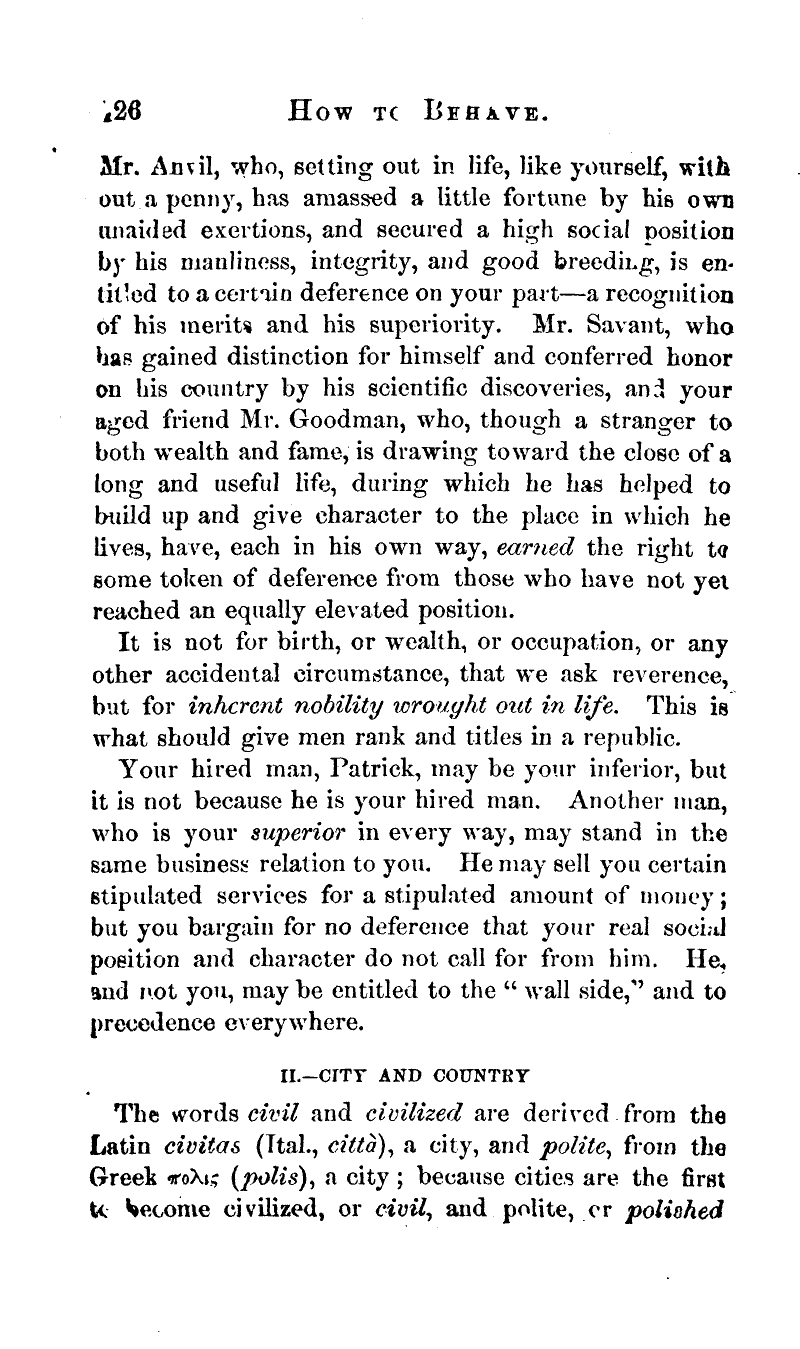 126 How to Behave.
Mr. Anvil, who, setting out in life, like yourself, with
out a penny, has amassed a little fortune by his own
unaided exertions, and secured a high social position
by his manliness, integrity, and good breeding, is en-
titled to a certain deference on your part—a recognition
of his merits and his superiority. Mr. Savant, who
has gained distinction for himself and conferred honor
on his country by his scientific discoveries, and your
aged friend Mr. Goodman, who, though a stranger to
both wealth and fame, is drawing toward the close of a
long and useful life, during which he has helped to
build up and give character to the place in which he
lives, have, each in his own way, earned the right to
some token of deference from those who have not yet
reached an equally elevated position.
It is not for birth, or wealth, or occupation, or any
other accidental circumstance, that we ask reverence,
but for inherent nobility wrought out in life. This is
what should give men rank and titles in a republic.
Your hired man, Patrick, may be your inferior, but
it is not because he is your hired man. Another man,
who is your superior in every way, may stand in the
same business relation to you. He may sell you certain
stipulated services for a stipulated amount of money;
but you bargain for no deference that your real social
position and character do not call for from him. He,
and not you, may be entitled to the “wall side,” and to
precedence everywhere.
II.—CITY AND COUNTRY
The words civil and civilized are derived from the
Latin civitas (Ital., città), a city, and polite, from the
Greek πολις (polis), a city; because cities are the first
to become civilized, or civil, and polite, or polished